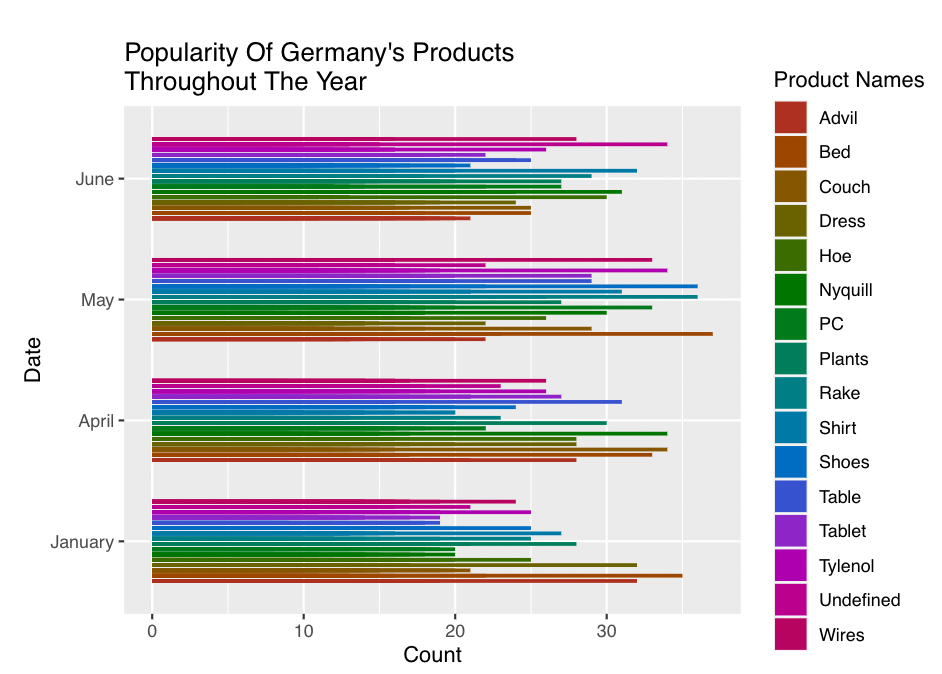 Popularity Of Germany's Products
Throughout The Year
Product Names
Advil
Bed
Couch
Dress
Hoe
Nyquill
PC
Plants
Rake
Shirt
Shoes
Table
Tablet
Tylenol
Undefined
Wires
Date
June
May
April
January
0 10 20 30
Count